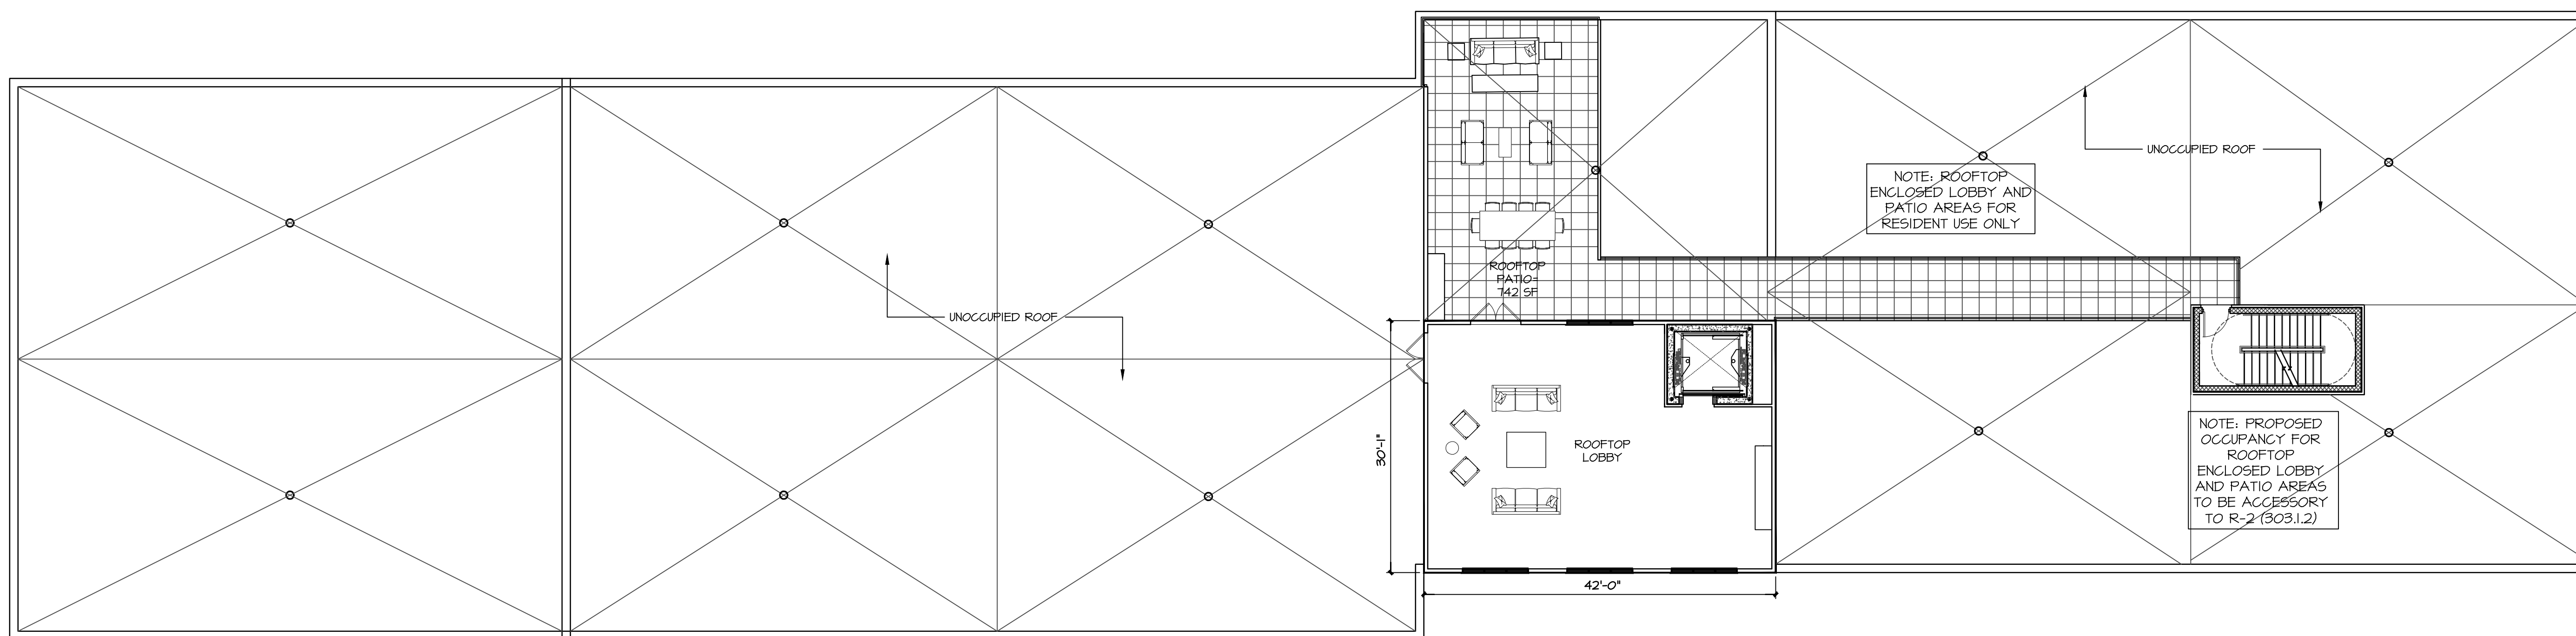 UNOCCUPIED ROOF
NOTE: ROOFTOP
ENCLOSED LOBBY AND
PATIO AREAS FOR
RESIDENT USE ONLY
ROOFTOP
PATIO=
742 SF
UNOCCUPIED ROOF
30'-1"
ROOFTOP
LOBBY
NOTE: PROPOSED
OCCUPANCY FOR
ROOFTOP
ENCLOSED LOBBY
AND PATIO AREAS
TO BE ACCESSORY
TO R-2 (303.1.2)
42'-0"